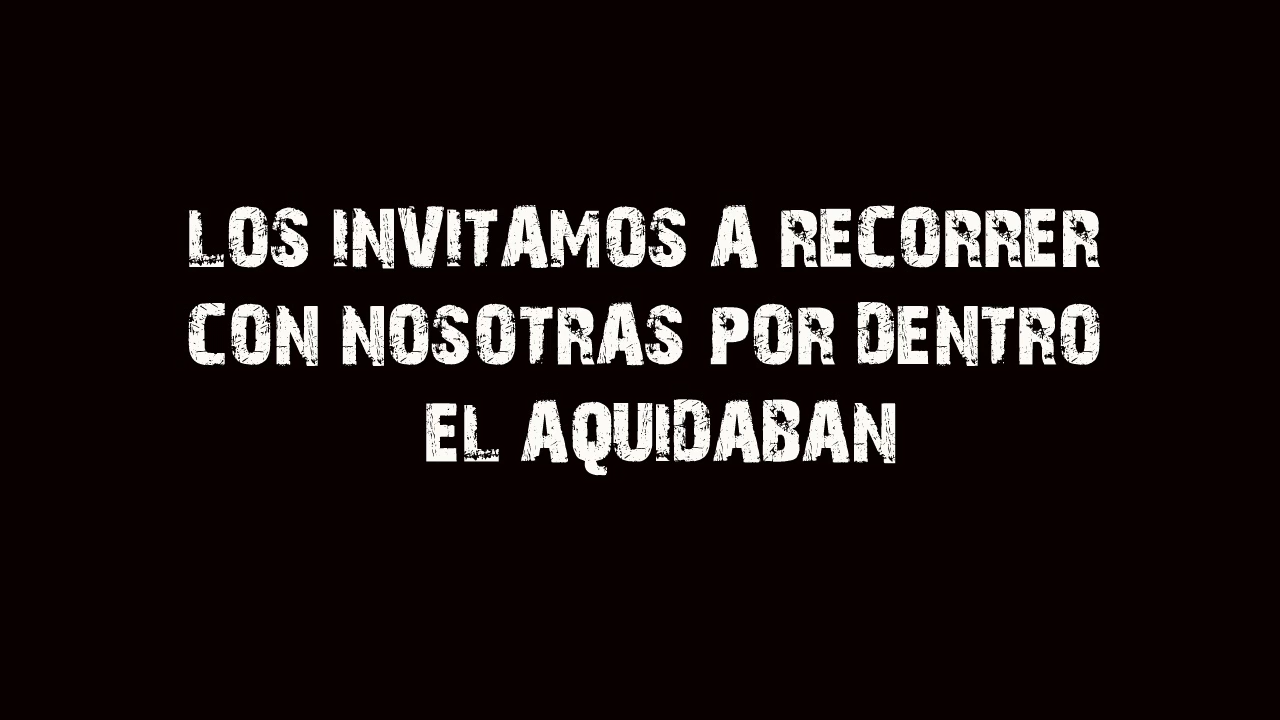 LOS INVITAMOS A RECORRER
CON NOSOTRAS POR DENTRO
EL AQUIDABAN